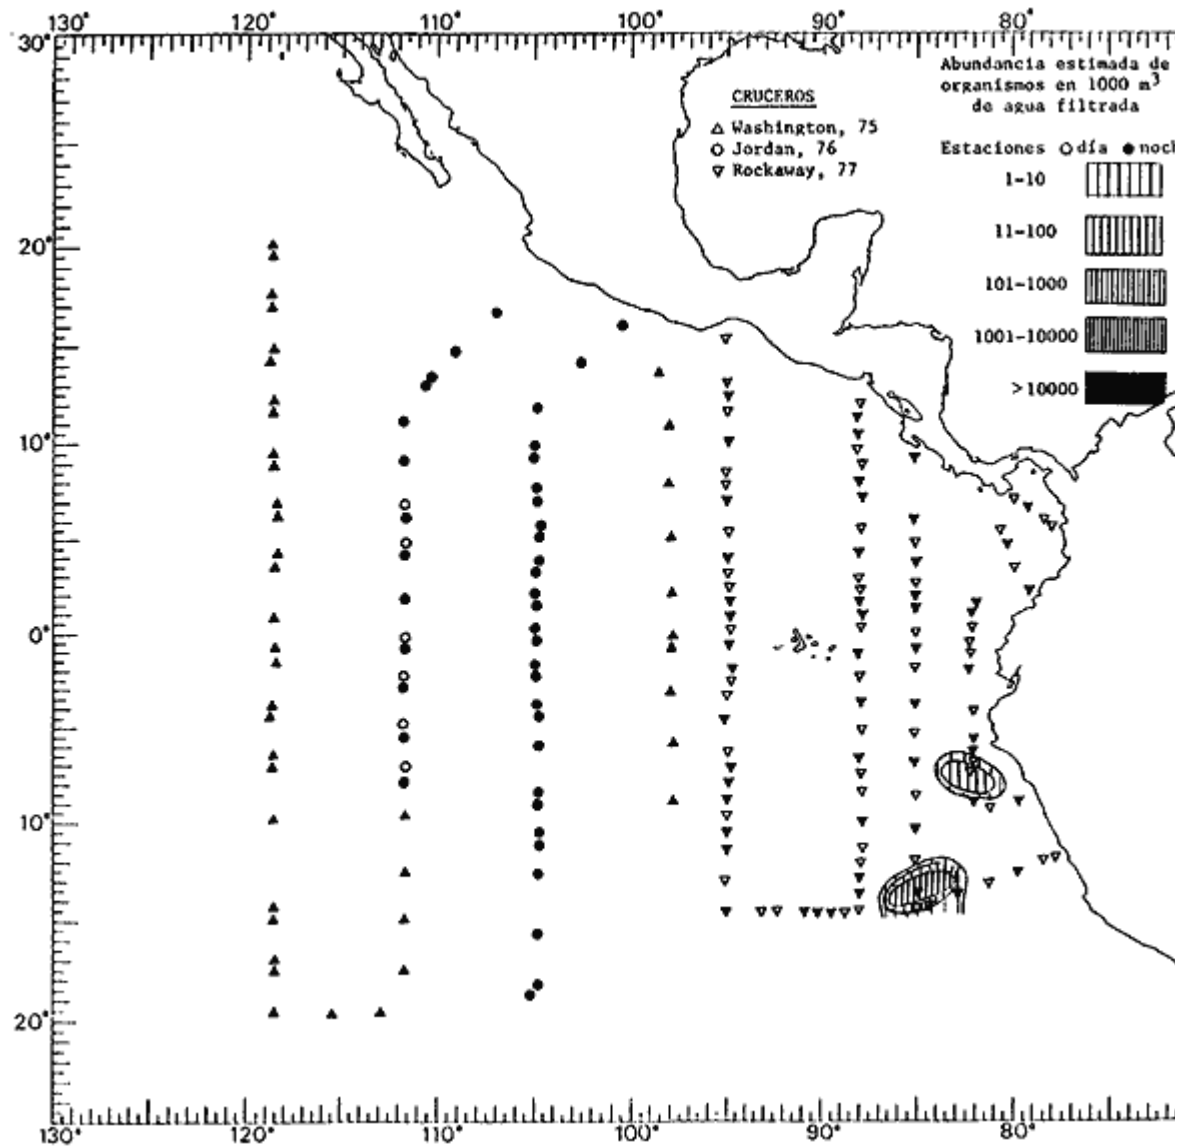 130° 110° 100° 90° 80°
30°
Abundancia estimada de
organismos en 1000 m³
de agua filtrada
CRUCEROS
△ Washington, 75
○ Jordan, 76
▽ Rockaway, 77
Estaciones ○día ●noc
1-10
11-100
101-1000
1001-10000
>10000
20°
10°
0°
10°
20°
130° 120° 110° 100° 90° 80°